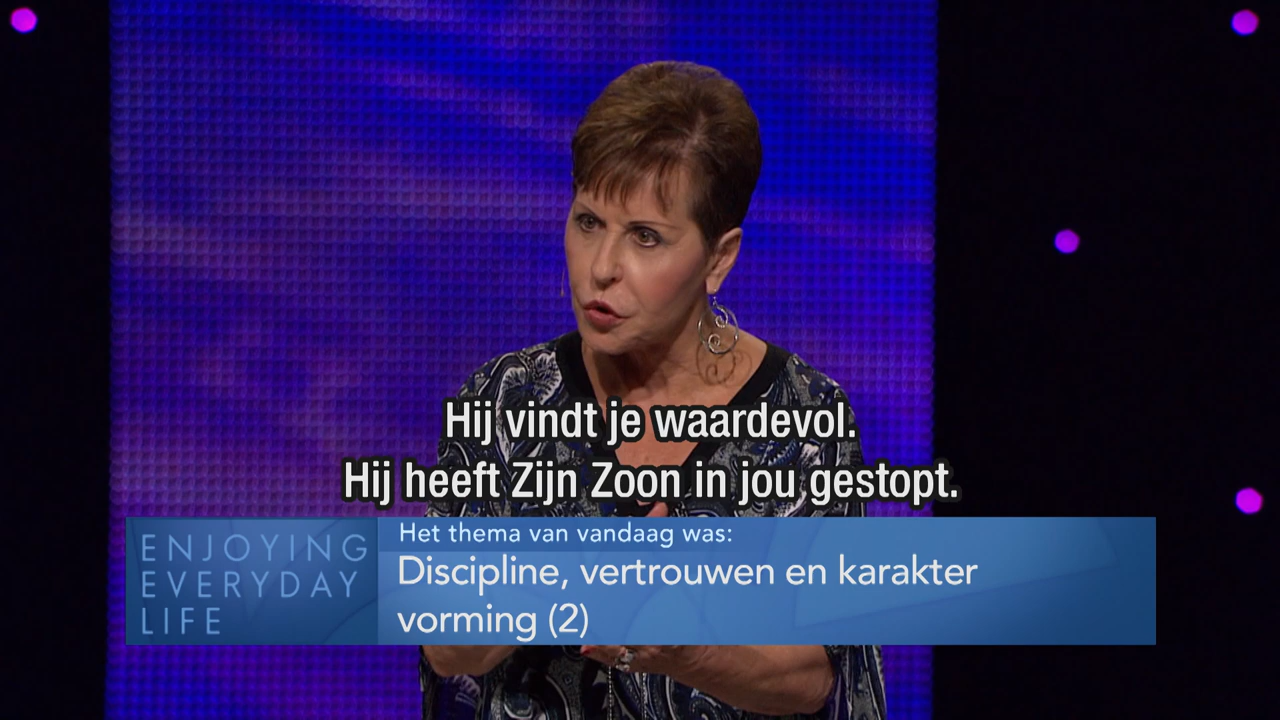 Hij vindt je waardevol.
Hij heeft Zijn Zoon in jou gestopt.
ENJOYING
EVERYDAY
LIFE
Het thema van vandaag was:
Discipline, vertrouwen en karakter
vorming (2)